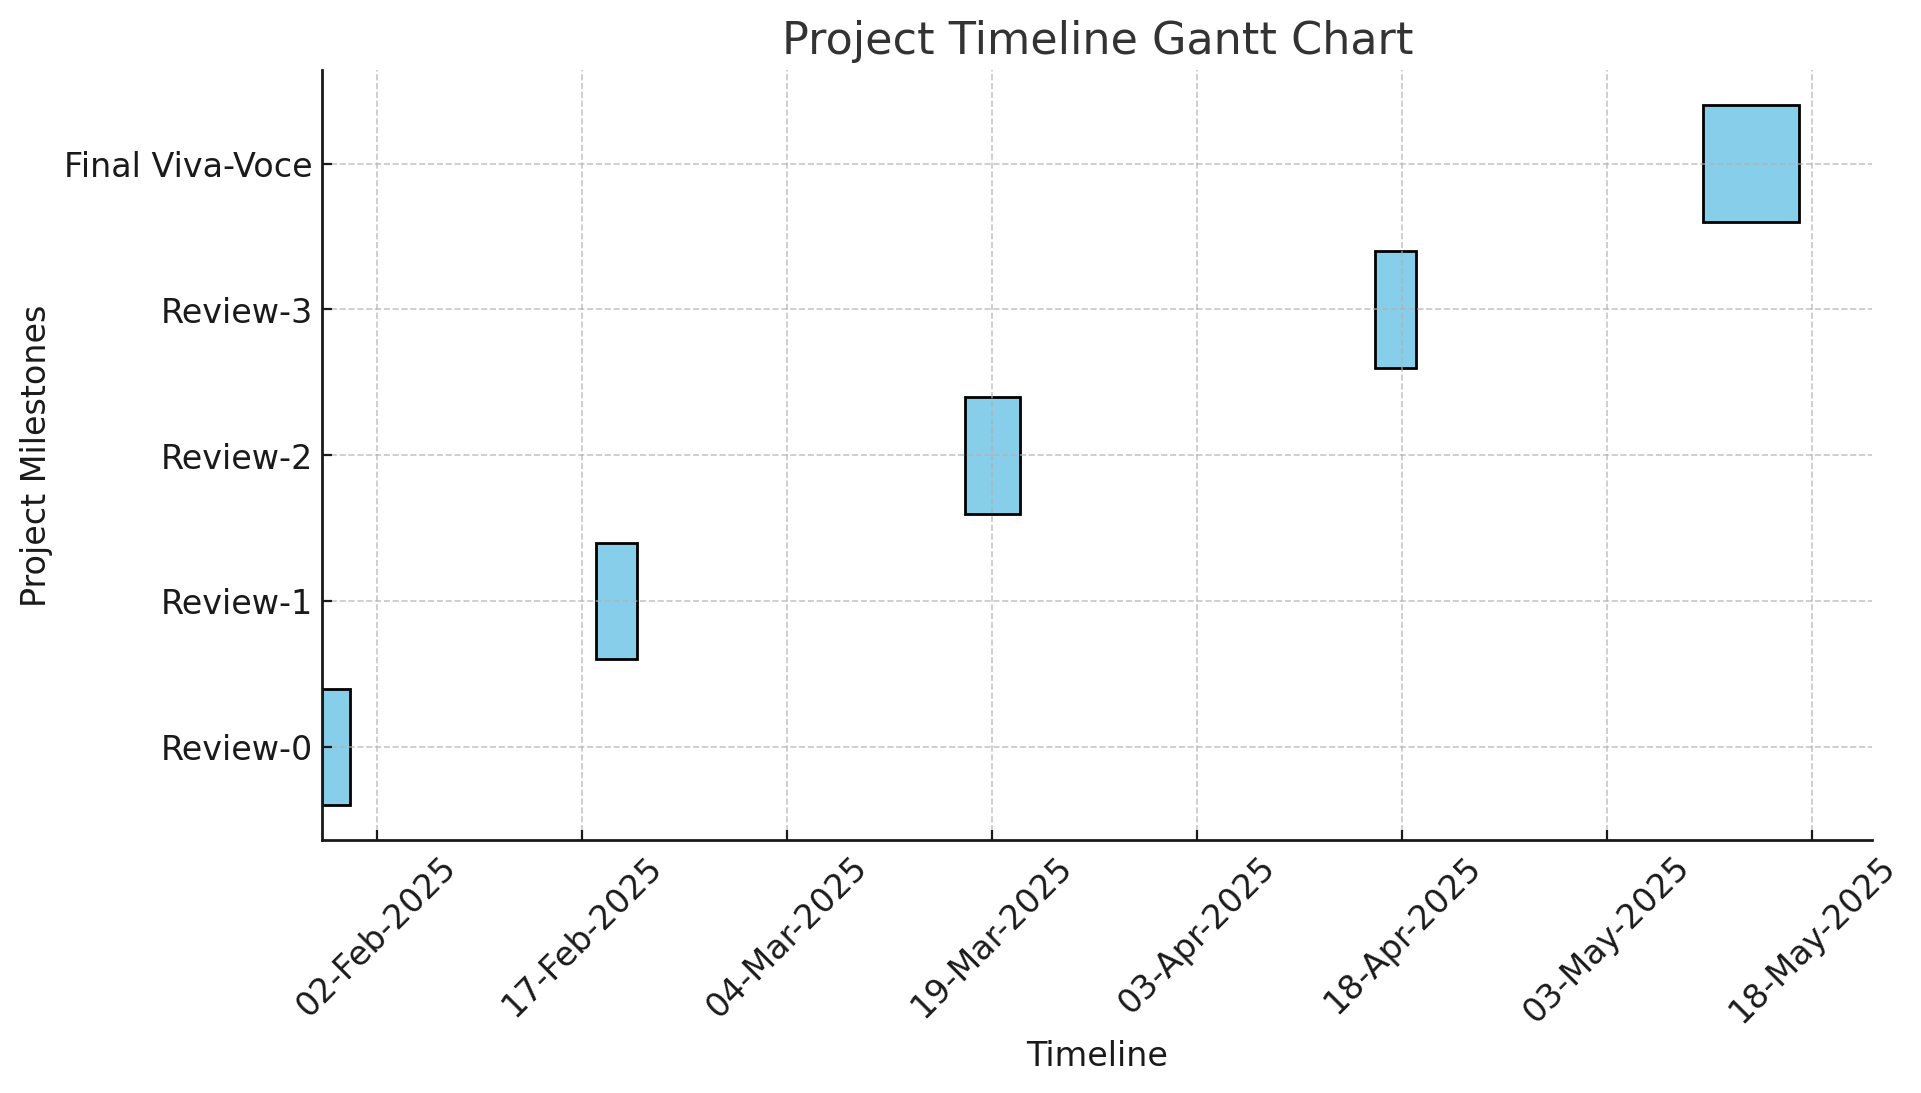 Project Timeline Gantt Chart
Project Milestones
Final Viva-Voce
Review-3
Review-2
Review-1
Review-0
02-Feb-2025
17-Feb-2025
04-Mar-2025
19-Mar-2025
03-Apr-2025
18-Apr-2025
03-May-2025
18-May-2025
Timeline